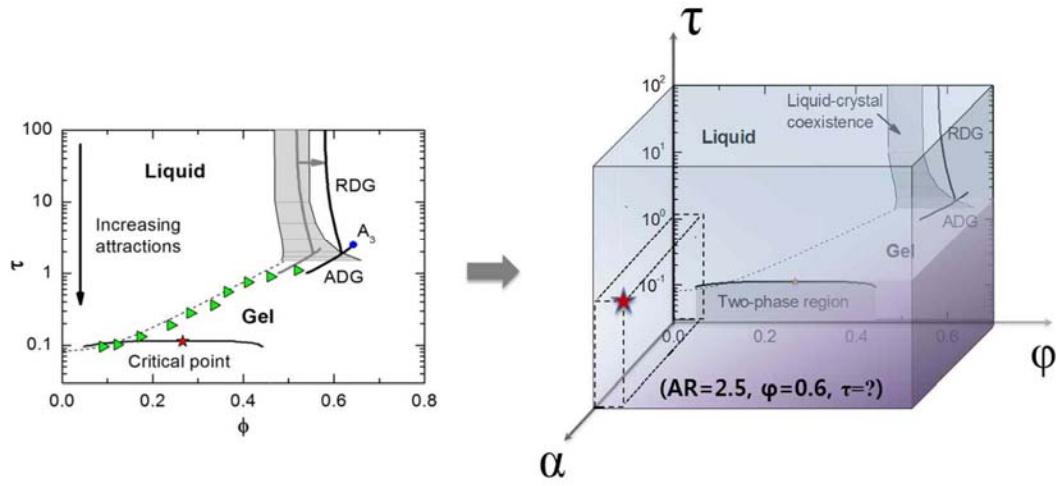 100
10
1
0.1
τ
Liquid
Increasing
attractions
RDG
A3
ADG
Gel
Critical point
0.0 0.2 0.4 0.6 0.8
ϕ
τ
10²
10¹
10⁰
10⁻¹
Liquid-crystal
coexistence
Liquid
RDG
ADG
Gel
Two-phase region
0.0 0.2 0.4 0.6 0.8
φ
(AR=2.5, φ=0.6, τ=?)
α